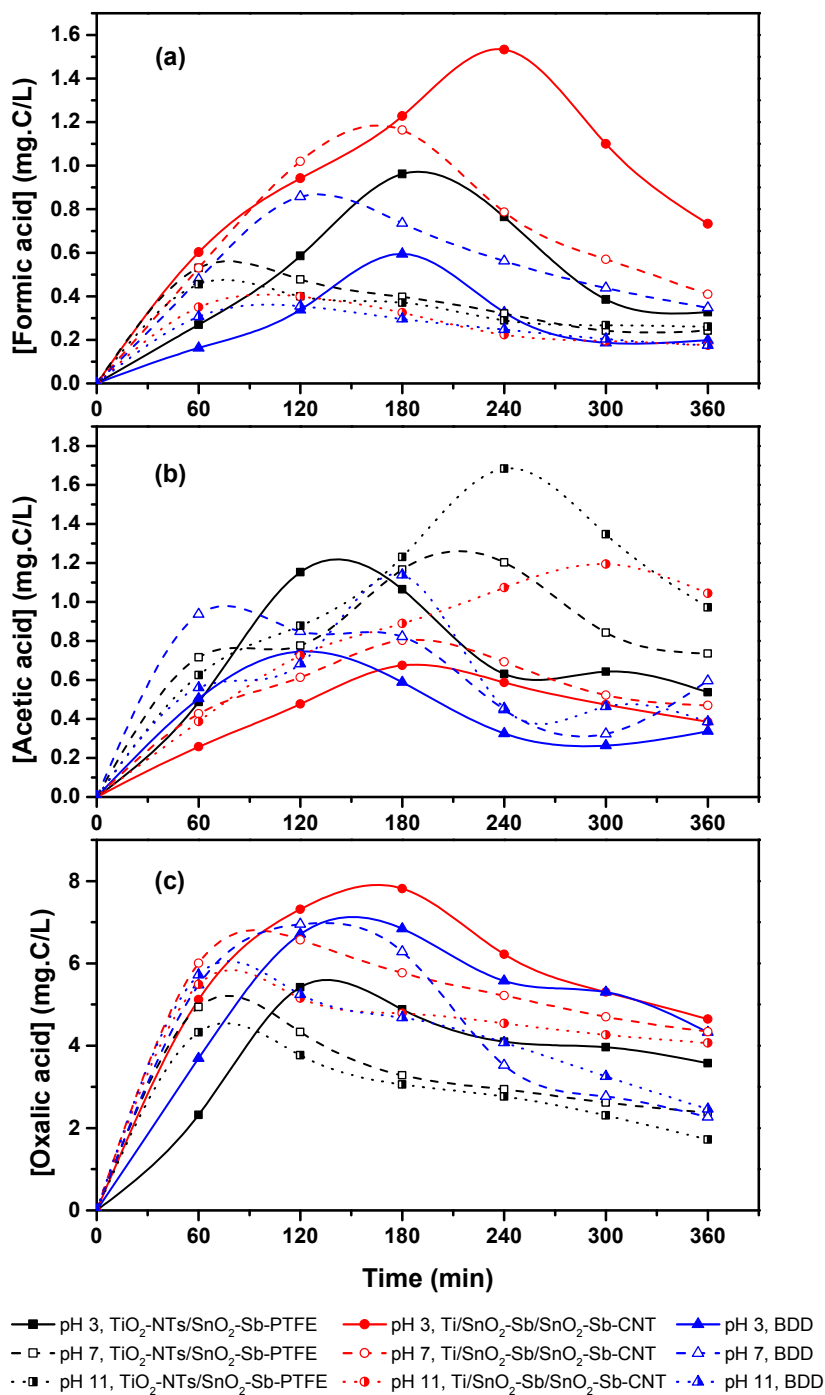 (a)
[Formic acid] (mg.C/L)
1.6
1.4
1.2
1.0
0.8
0.6
0.4
0.2
0.0
0 60 120 180 240 300 360
(b)
[Acetic acid] (mg.C/L)
1.8
1.6
1.4
1.2
1.0
0.8
0.6
0.4
0.2
0.0
0 60 120 180 240 300 360
(c)
[Oxalic acid] (mg.C/L)
8
6
4
2
0
0 60 120 180 240 300 360
Time (min)
pH 3, TiO₂-NTs/SnO₂-Sb-PTFE pH 3, Ti/SnO₂-Sb/SnO₂-Sb-CNT pH 3, BDD
pH 7, TiO₂-NTs/SnO₂-Sb-PTFE pH 7, Ti/SnO₂-Sb/SnO₂-Sb-CNT pH 7, BDD
pH 11, TiO₂-NTs/SnO₂-Sb-PTFE pH 11, Ti/SnO₂-Sb/SnO₂-Sb-CNT pH 11, BDD